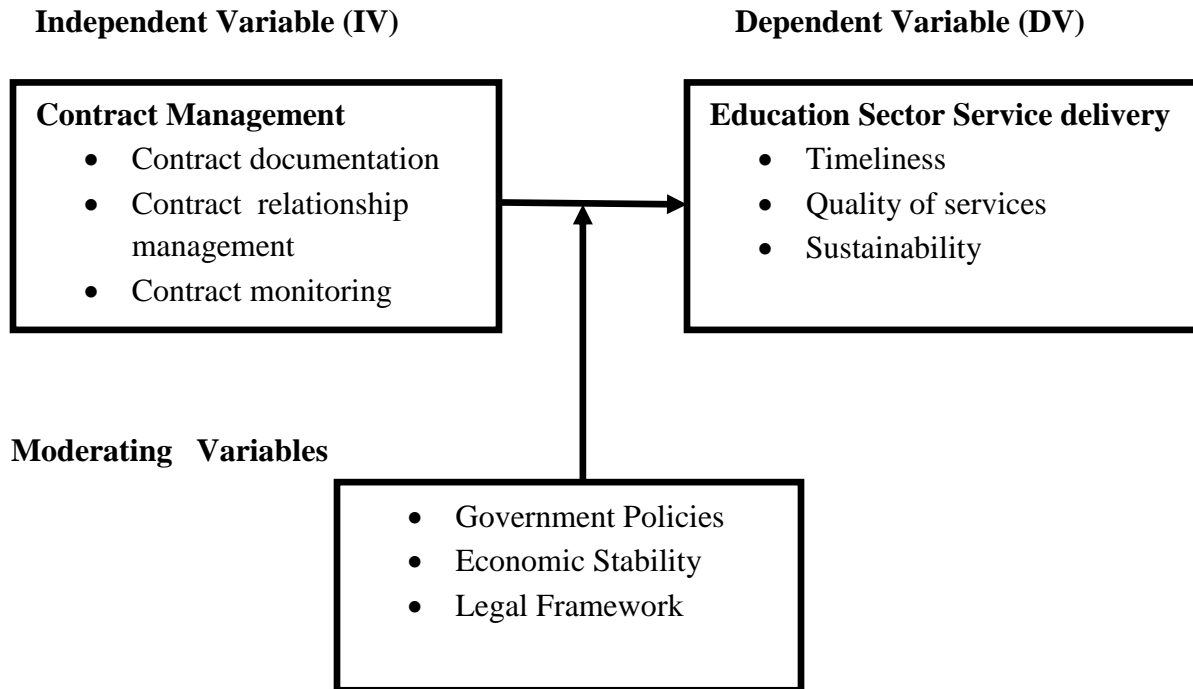 Independent Variable (IV)
Dependent Variable (DV)
Contract Management
• Contract documentation
• Contract relationship
management
• Contract monitoring
Education Sector Service delivery
• Timeliness
• Quality of services
• Sustainability
Moderating Variables
• Government Policies
• Economic Stability
• Legal Framework